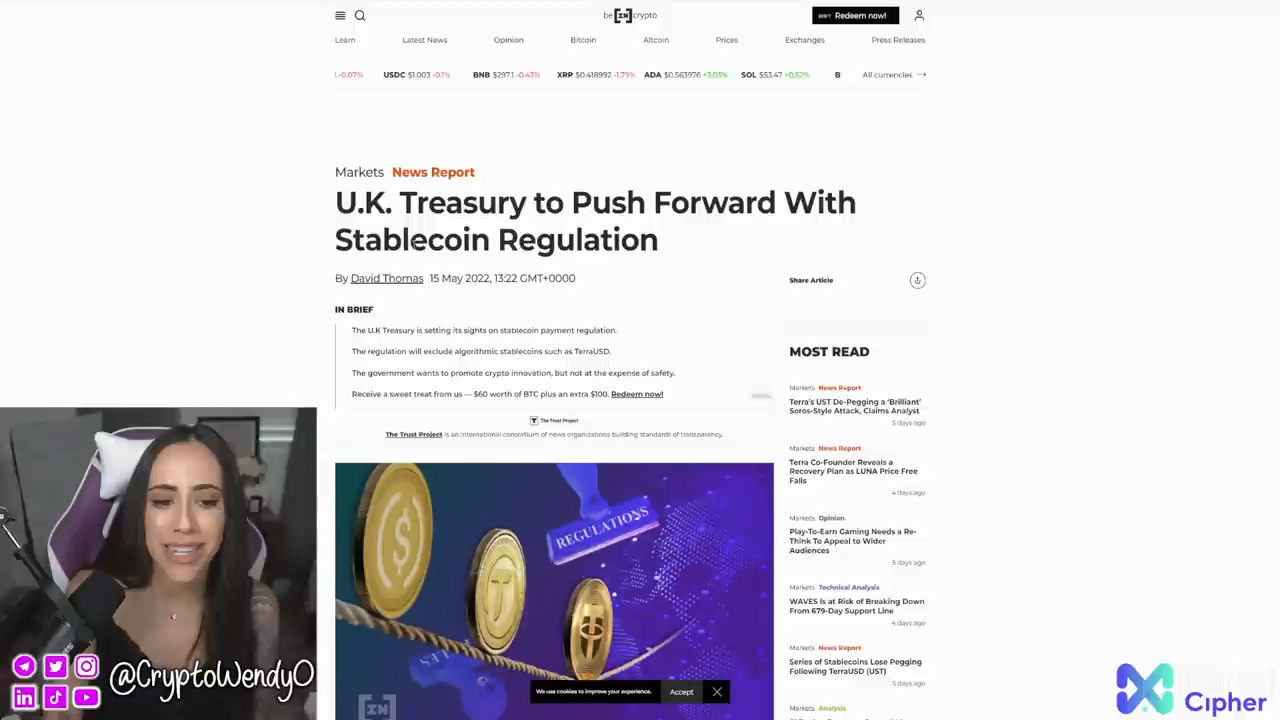 be [IN] crypto
Redeem now!
Learn
Latest News
Opinion
Bitcoin
Altcoin
Prices
Exchanges
Press Releases
-0.07%
USDC $1.003 -0.1%
BNB $297.1 -0.43%
XRP $0.418992 -1.79%
ADA $0.563976 +3.03%
SOL $53.47 +0.52%
B
All currencies →
Markets News Report
U.K. Treasury to Push Forward With
Stablecoin Regulation
By David Thomas 15 May 2022, 13:22 GMT+0000
Share Article
IN BRIEF
The U.K Treasury is setting its sights on stablecoin payment regulation.
The regulation will exclude algorithmic stablecoins such as TerraUSD.
The government wants to promote crypto innovation, but not at the expense of safety.
Receive a sweet treat from us — $60 worth of BTC plus an extra $100. Redeem now!
The Trust Project
The Trust Project is an international consortium of news organizations building standards of transparency.
REGULATIONS
IN
We use cookies to improve your experience.
Accept
MOST READ
Markets News Report
Terra's UST De-Pegging a 'Brilliant'
Soros-Style Attack, Claims Analyst
5 days ago
Markets News Report
Terra Co-Founder Reveals a
Recovery Plan as LUNA Price Free
Falls
4 days ago
Markets Opinion
Play-To-Earn Gaming Needs a Re-
Think To Appeal to Wider
Audiences
5 days ago
Markets Technical Analysis
WAVES Is at Risk of Breaking Down
From 679-Day Support Line
4 days ago
Markets News Report
Series of Stablecoins Lose Pegging
Following TerraUSD (UST)
5 days ago
Markets Analysis
@CryptoWendyO
Cipher